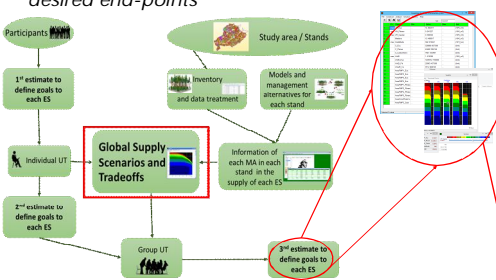 desired end-points
Participants
Study area / Stands
1st estimate to
define goals to
each ES
Inventory
and data treatment
Models and
management
alternatives for
each stand
Individual UT
Global Supply
Scenarios and
Tradeoffs
Information of
each MA in each
stand in the
supply of each ES
2nd estimate to
define goals to
each ES
Group UT
3nd estimate to
define goals to
each ES